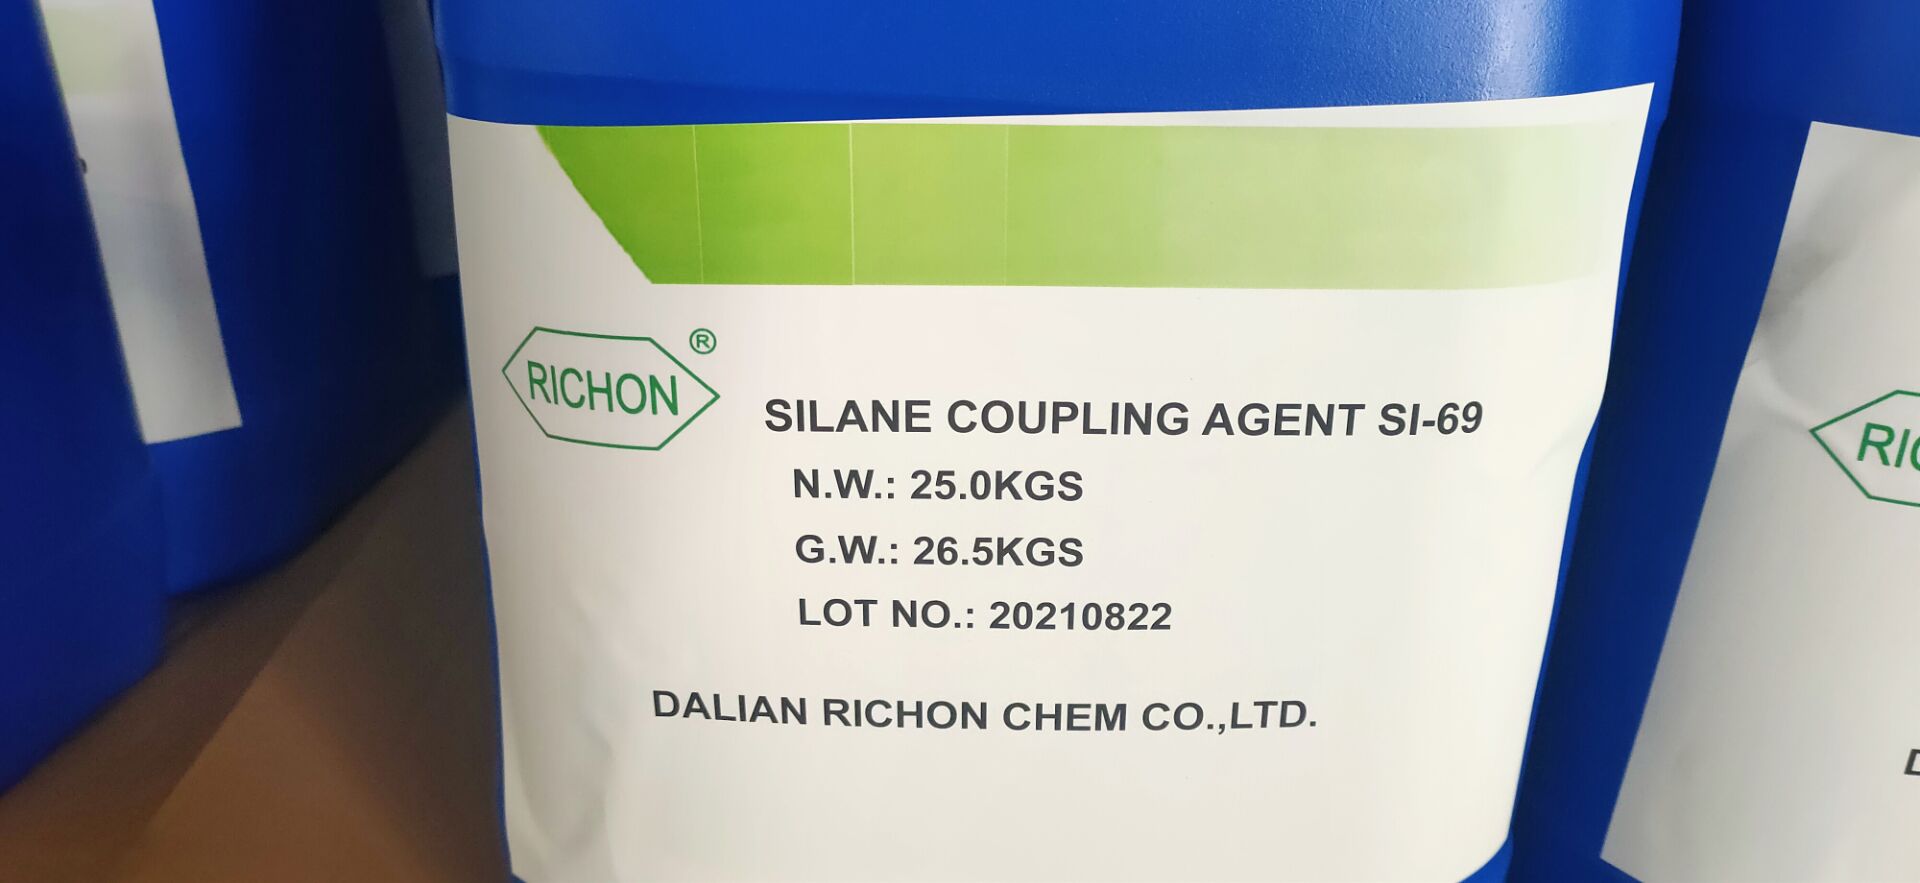 RICHON ®
SILANE COUPLING AGENT SI-69
N.W.: 25.0KGS
G.W.: 26.5KGS
LOT NO.: 20210822
DALIAN RICHON CHEM CO.,LTD.